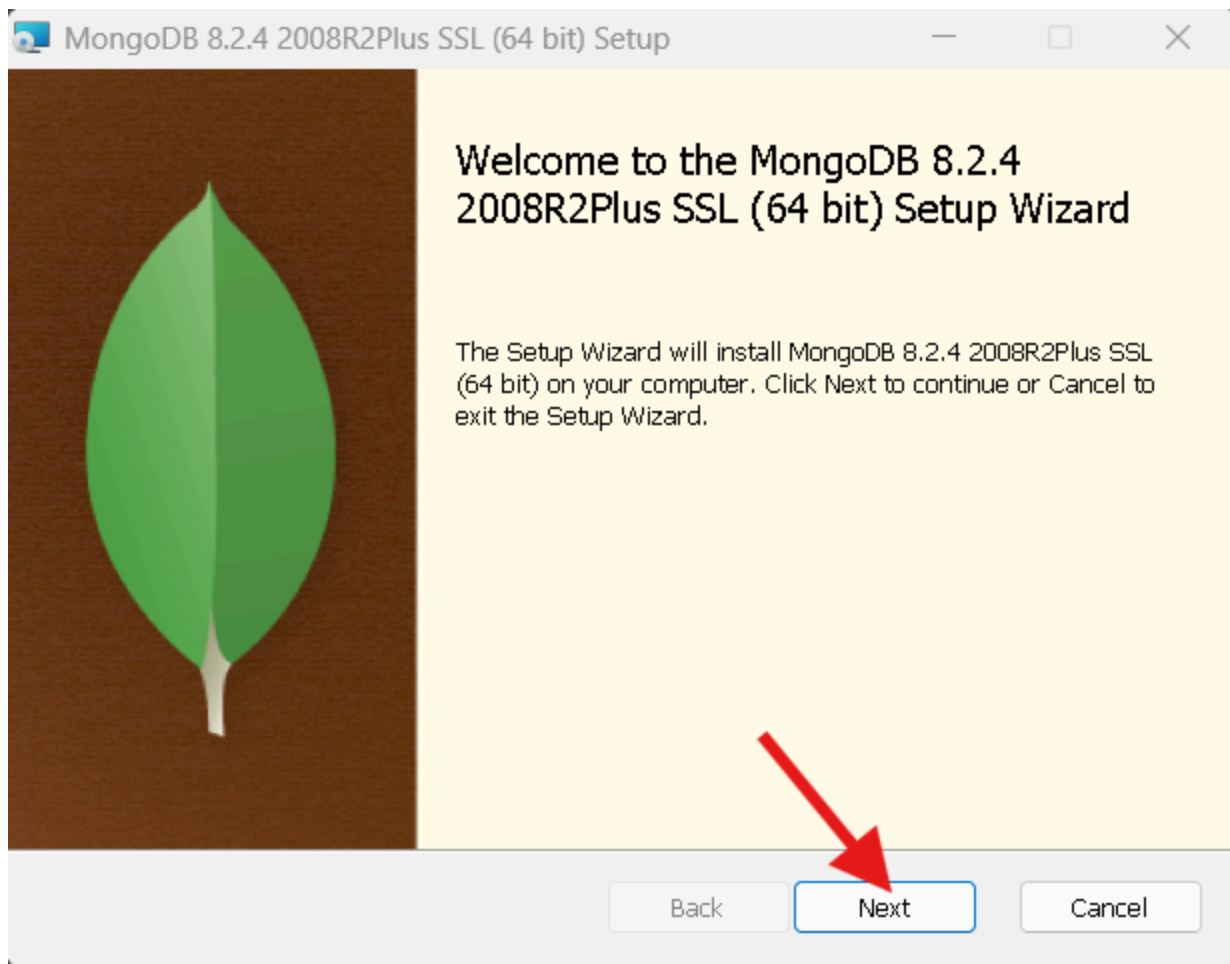 MongoDB 8.2.4 2008R2Plus SSL (64 bit) Setup
Welcome to the MongoDB 8.2.4
2008R2Plus SSL (64 bit) Setup Wizard
The Setup Wizard will install MongoDB 8.2.4 2008R2Plus SSL
(64 bit) on your computer. Click Next to continue or Cancel to
exit the Setup Wizard.
Back Next Cancel